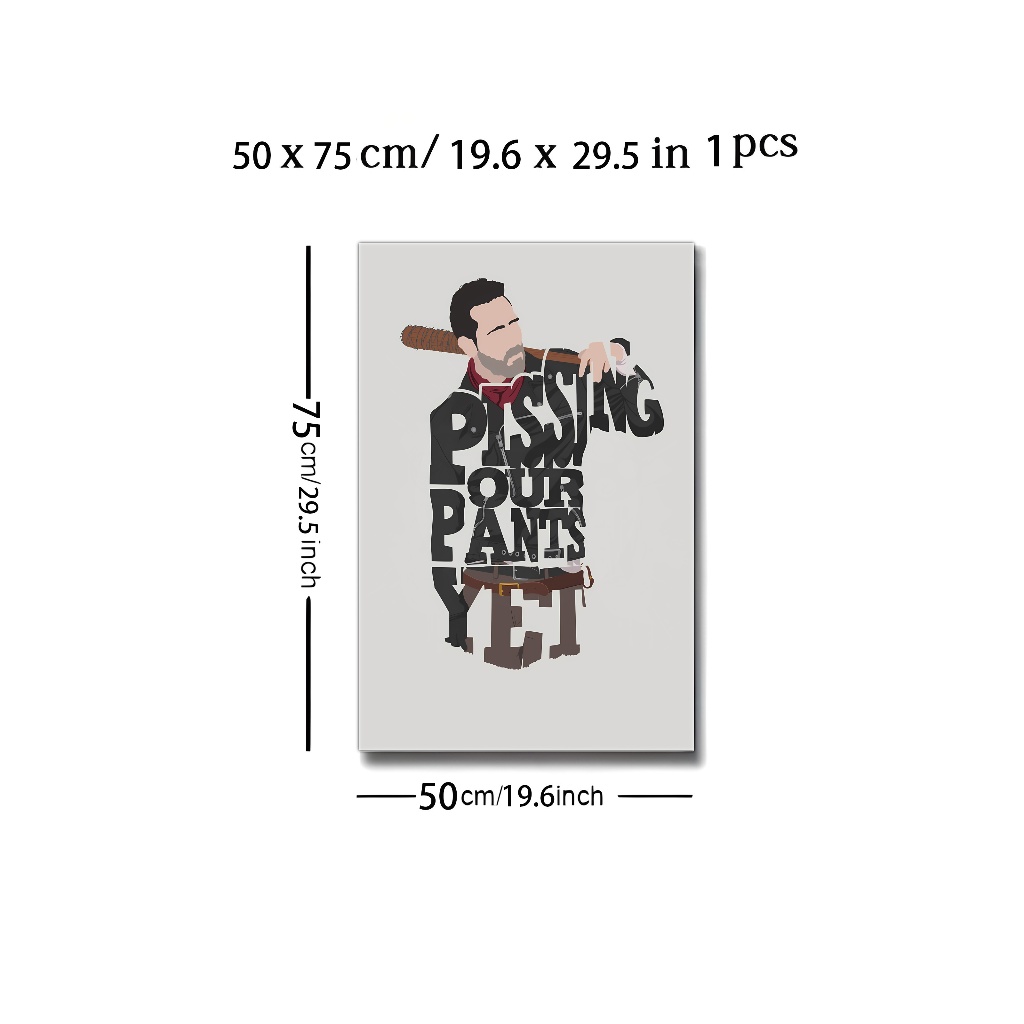 50 x 75 cm/ 19.6 x 29.5 in 1 pcs
75cm/29.5inch
PISSING
OUR
PANTS
YET
50cm/19.6inch